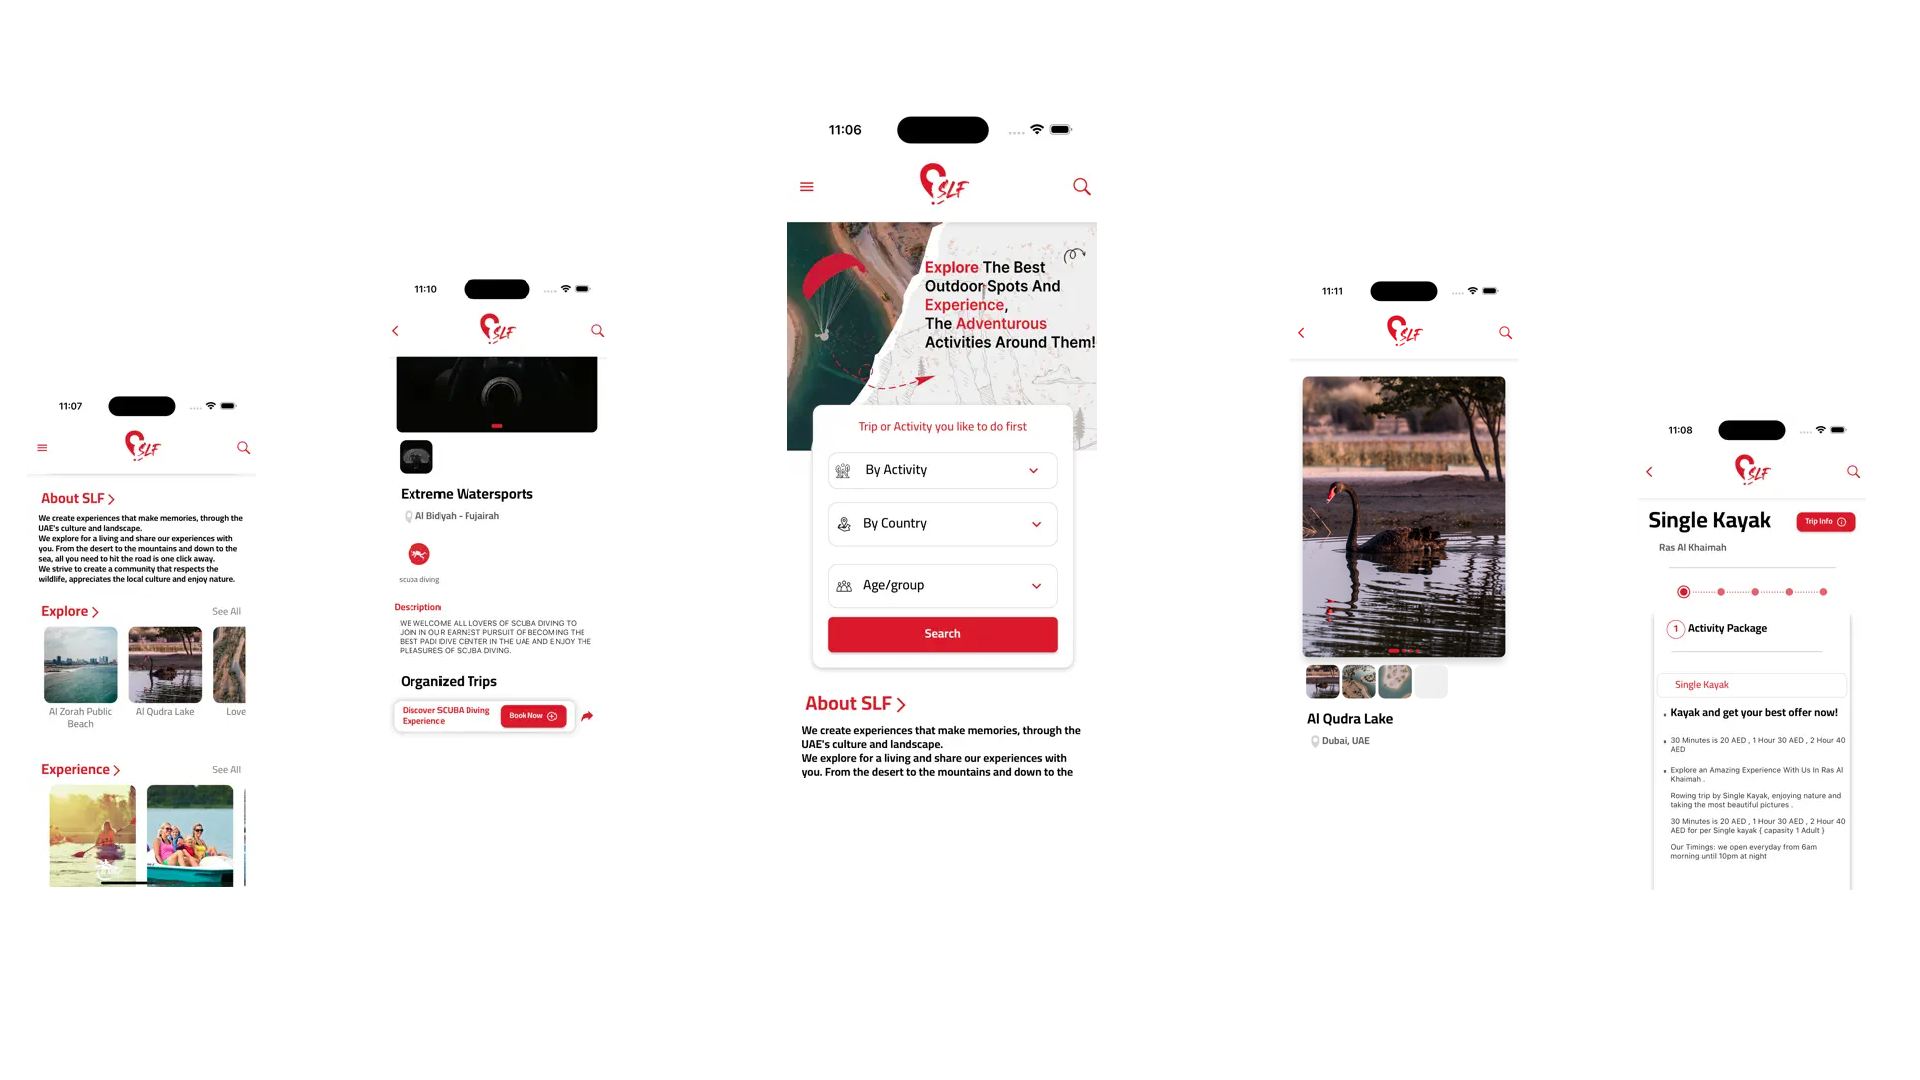 11:07
SLF
About SLF
We create experiences that make memories, through the
UAE's culture and landscape.
We explore for a living and share our experiences with
you. From the desert to the mountains and down to the
sea, all you need to hit the road is one click away.
We strive to create a community that respects the
wildlife, appreciates the local culture and enjoy nature.
Explore
See All
Al Zorah Public
Beach
Al Qudra Lake
Love
Experience
See All
11:10
SLF
Extreme Watersports
Al Bidyah - Fujairah
scuba diving
Description
WE WELCOME ALL LOVERS OF SCUBA DIVING TO
JOIN IN OUR EARNEST PURSUIT OF BECOMING THE
BEST PADI DIVE CENTER IN THE UAE AND ENJOY THE
PLEASURES OF SCUBA DIVING.
Organized Trips
Discover SCUBA Diving
Experience
Book Now
11:06
SLF
Explore The Best
Outdoor Spots And
Experience,
The Adventurous
Activities Around Them!
Trip or Activity you like to do first
By Activity
By Country
Age/group
Search
About SLF
We create experiences that make memories, through the
UAE's culture and landscape.
We explore for a living and share our experiences with
you. From the desert to the mountains and down to the
11:11
SLF
Al Qudra Lake
Dubai, UAE
11:08
SLF
Single Kayak
Trip Info
Ras Al Khaimah
1 Activity Package
Single Kayak
Kayak and get your best offer now!
30 Minutes is 20 AED , 1 Hour 30 AED , 2 Hour 40
AED
Explore an Amazing Experience With Us In Ras Al
Khaimah .
Rowing trip by Single Kayak, enjoying nature and
taking the most beautiful pictures .
30 Minutes is 20 AED , 1 Hour 30 AED , 2 Hour 40
AED for per Single kayak ( capasity 1 Adult )
Our Timings: we open everyday from 6am
morning until 10pm at night